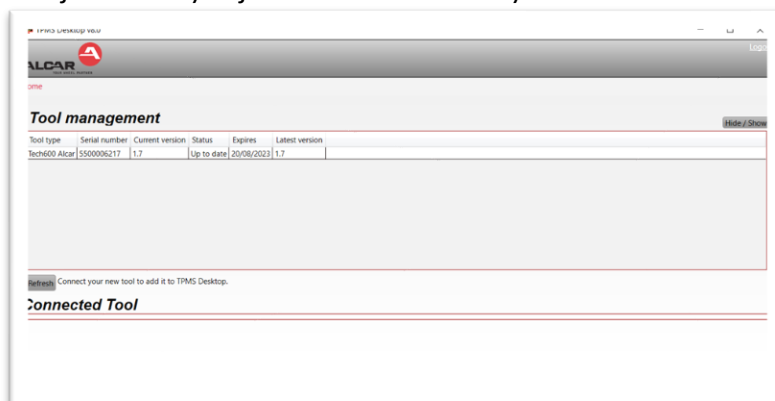 TPMS Desktop v8.0
Logo
ALCAR
ome
Tool management
Hide / Show
Tool type Serial number Current version Status Expires Latest version
Tech600 Alcar 5500006217 1.7 Up to date 20/08/2023 1.7
Refresh Connect your new tool to add it to TPMS Desktop.
Connected Tool